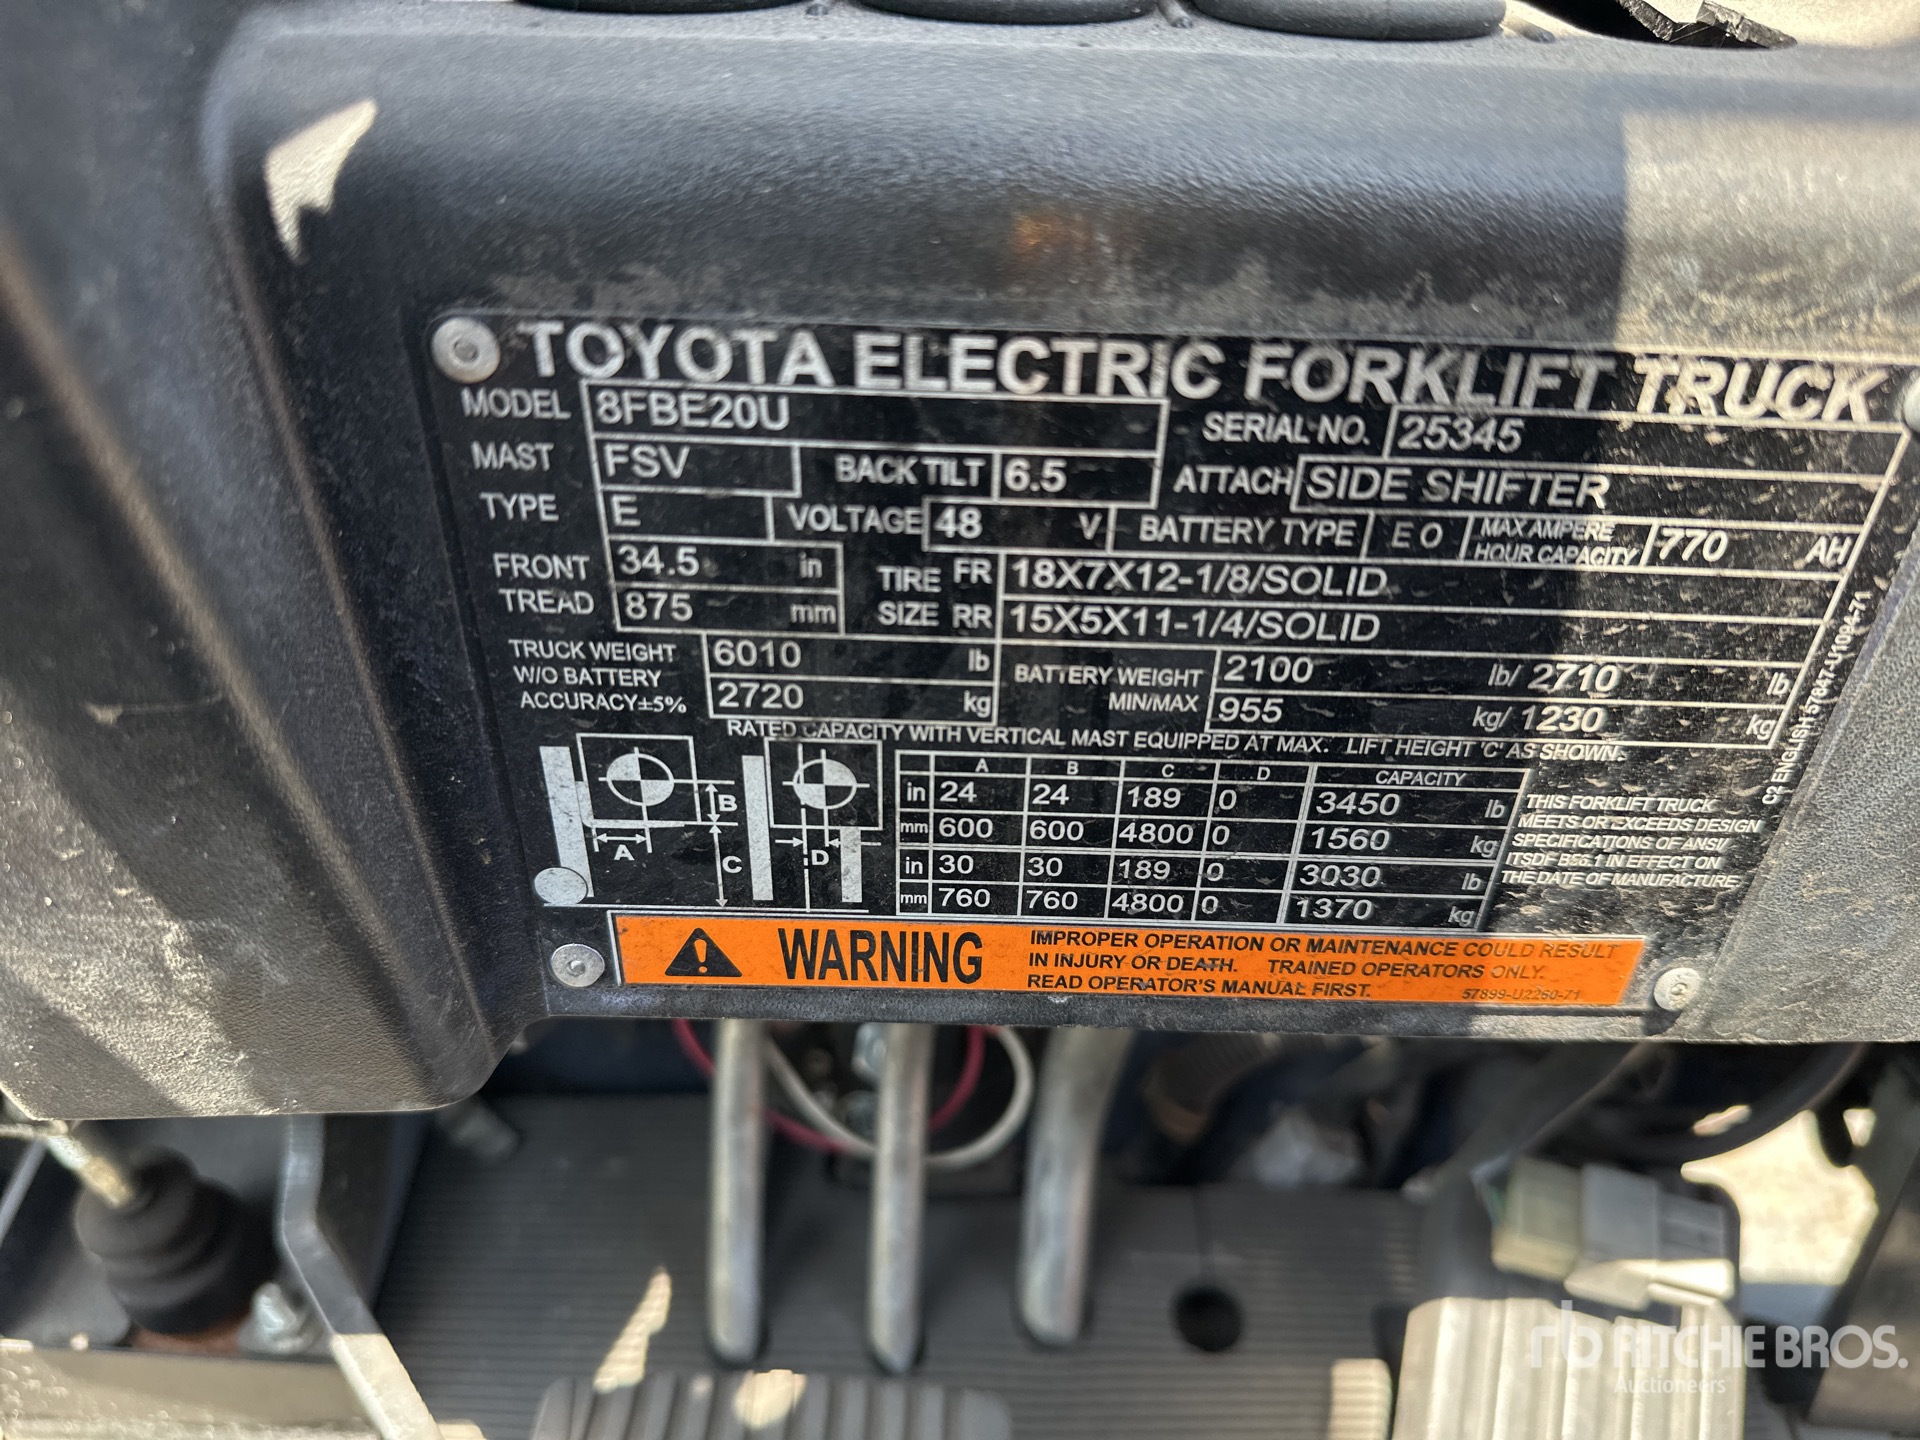 TOYOTA ELECTRIC FORKLIFT TRUCK
MODEL 8FBE20U SERIAL NO. 25345
MAST FSV BACK TILT 6.5 ATTACH SIDE SHIFTER
TYPE E VOLTAGE 48 V BATTERY TYPE E O MAX AMPERE HOUR CAPACITY 770 AH
FRONT TREAD 34.5 in TIRE SIZE FR 18X7X12-1/8/SOLID
875 mm RR 15X5X11-1/4/SOLID
TRUCK WEIGHT 6010 lb BATTERY WEIGHT 2100 lb/ 2710 lb
W/O BATTERY
ACCURACY±5% 2720 kg MIN/MAX 955 kg/ 1230 kg
RATED CAPACITY WITH VERTICAL MAST EQUIPPED AT MAX. LIFT HEIGHT 'C' AS SHOWN.
A B C D CAPACITY
in 24 24 189 0 3450 lb
mm 600 600 4800 0 1560 kg
in 30 30 189 0 3030 lb
mm 760 760 4800 0 1370 kg
B
A
C
D
THIS FORKLIFT TRUCK
MEETS OR EXCEEDS DESIGN
SPECIFICATIONS OF ANSI/
ITSDF B56.1 IN EFFECT ON
THE DATE OF MANUFACTURE
C2 ENGLISH 57047-U1094-71
WARNING
IMPROPER OPERATION OR MAINTENANCE COULD RESULT
IN INJURY OR DEATH. TRAINED OPERATORS ONLY.
READ OPERATOR'S MANUAL FIRST.
57899-U2260-71
rb RITCHIE BROS.
Auctioneers